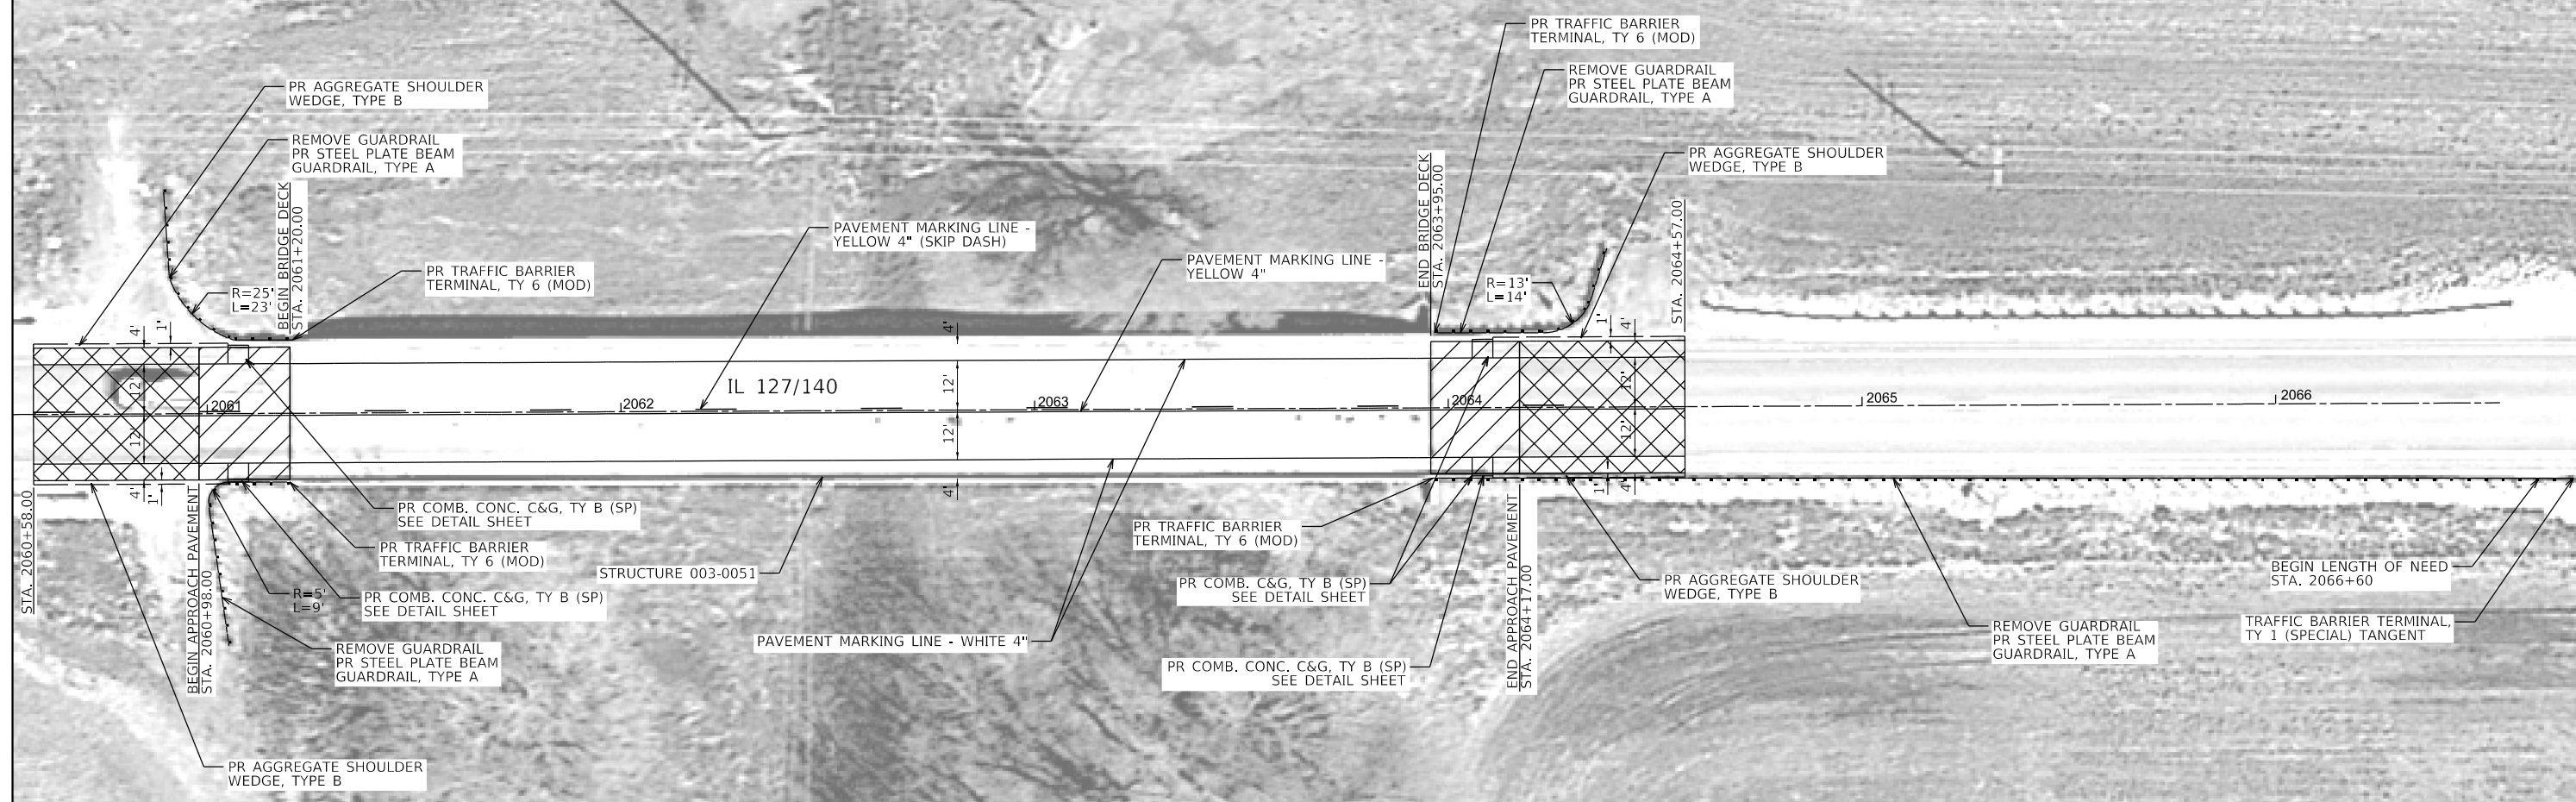 PR TRAFFIC BARRIER
TERMINAL, TY 6 (MOD)
REMOVE GUARDRAIL
PR STEEL PLATE BEAM
GUARDRAIL, TYPE A
PR AGGREGATE SHOULDER
WEDGE, TYPE B
REMOVE GUARDRAIL
PR STEEL PLATE BEAM
GUARDRAIL, TYPE A
PR AGGREGATE SHOULDER
WEDGE, TYPE B
BEGIN BRIDGE DECK
STA. 2061+20.00
END BRIDGE DECK
STA. 2063+95.00
STA. 2064+57.00
PAVEMENT MARKING LINE -
YELLOW 4" (SKIP DASH)
PAVEMENT MARKING LINE -
YELLOW 4"
PR TRAFFIC BARRIER
TERMINAL, TY 6 (MOD)
R=25'
L=23'
R=13'
L=14'
4'
1'
4'
1'
4'
12'
12'
12'
IL 127/140
2061
2062
2063
2064
2065
2066
12'
12'
12'
4'
1'
4'
1'
4'
STA. 2060+58.00
BEGIN APPROACH PAVEMENT
STA. 2060+98.00
PR COMB. CONC. C&G, TY B (SP)
SEE DETAIL SHEET
PR TRAFFIC BARRIER
TERMINAL, TY 6 (MOD)
STRUCTURE 003-0051
R=5'
L=9'
PR COMB. CONC. C&G, TY B (SP)
SEE DETAIL SHEET
REMOVE GUARDRAIL
PR STEEL PLATE BEAM
GUARDRAIL, TYPE A
PAVEMENT MARKING LINE - WHITE 4"
PR TRAFFIC BARRIER
TERMINAL, TY 6 (MOD)
PR COMB. C&G, TY B (SP)
SEE DETAIL SHEET
PR COMB. CONC. C&G, TY B (SP)
SEE DETAIL SHEET
END APPROACH PAVEMENT
STA. 2064+17.00
PR AGGREGATE SHOULDER
WEDGE, TYPE B
REMOVE GUARDRAIL
PR STEEL PLATE BEAM
GUARDRAIL, TYPE A
BEGIN LENGTH OF NEED
STA. 2066+60
TRAFFIC BARRIER TERMINAL,
TY 1 (SPECIAL) TANGENT
PR AGGREGATE SHOULDER
WEDGE, TYPE B